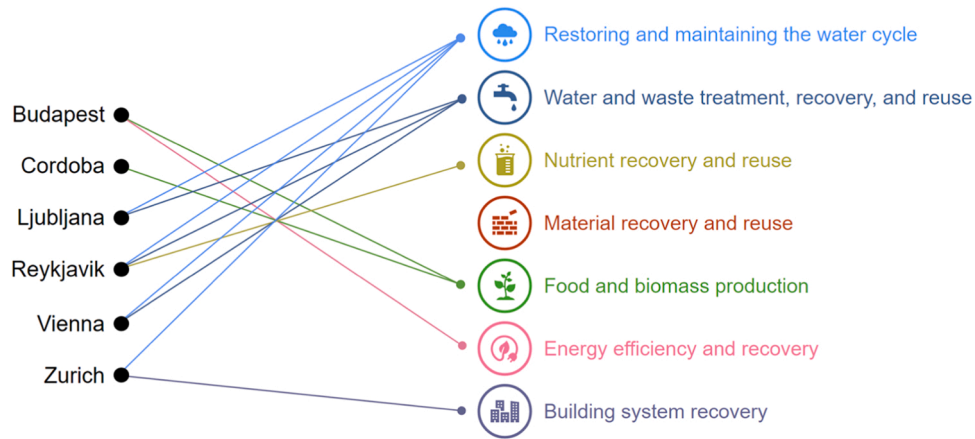 Budapest
Cordoba
Ljubljana
Reykjavik
Vienna
Zurich
Restoring and maintaining the water cycle
Water and waste treatment, recovery, and reuse
Nutrient recovery and reuse
Material recovery and reuse
Food and biomass production
Energy efficiency and recovery
Building system recovery